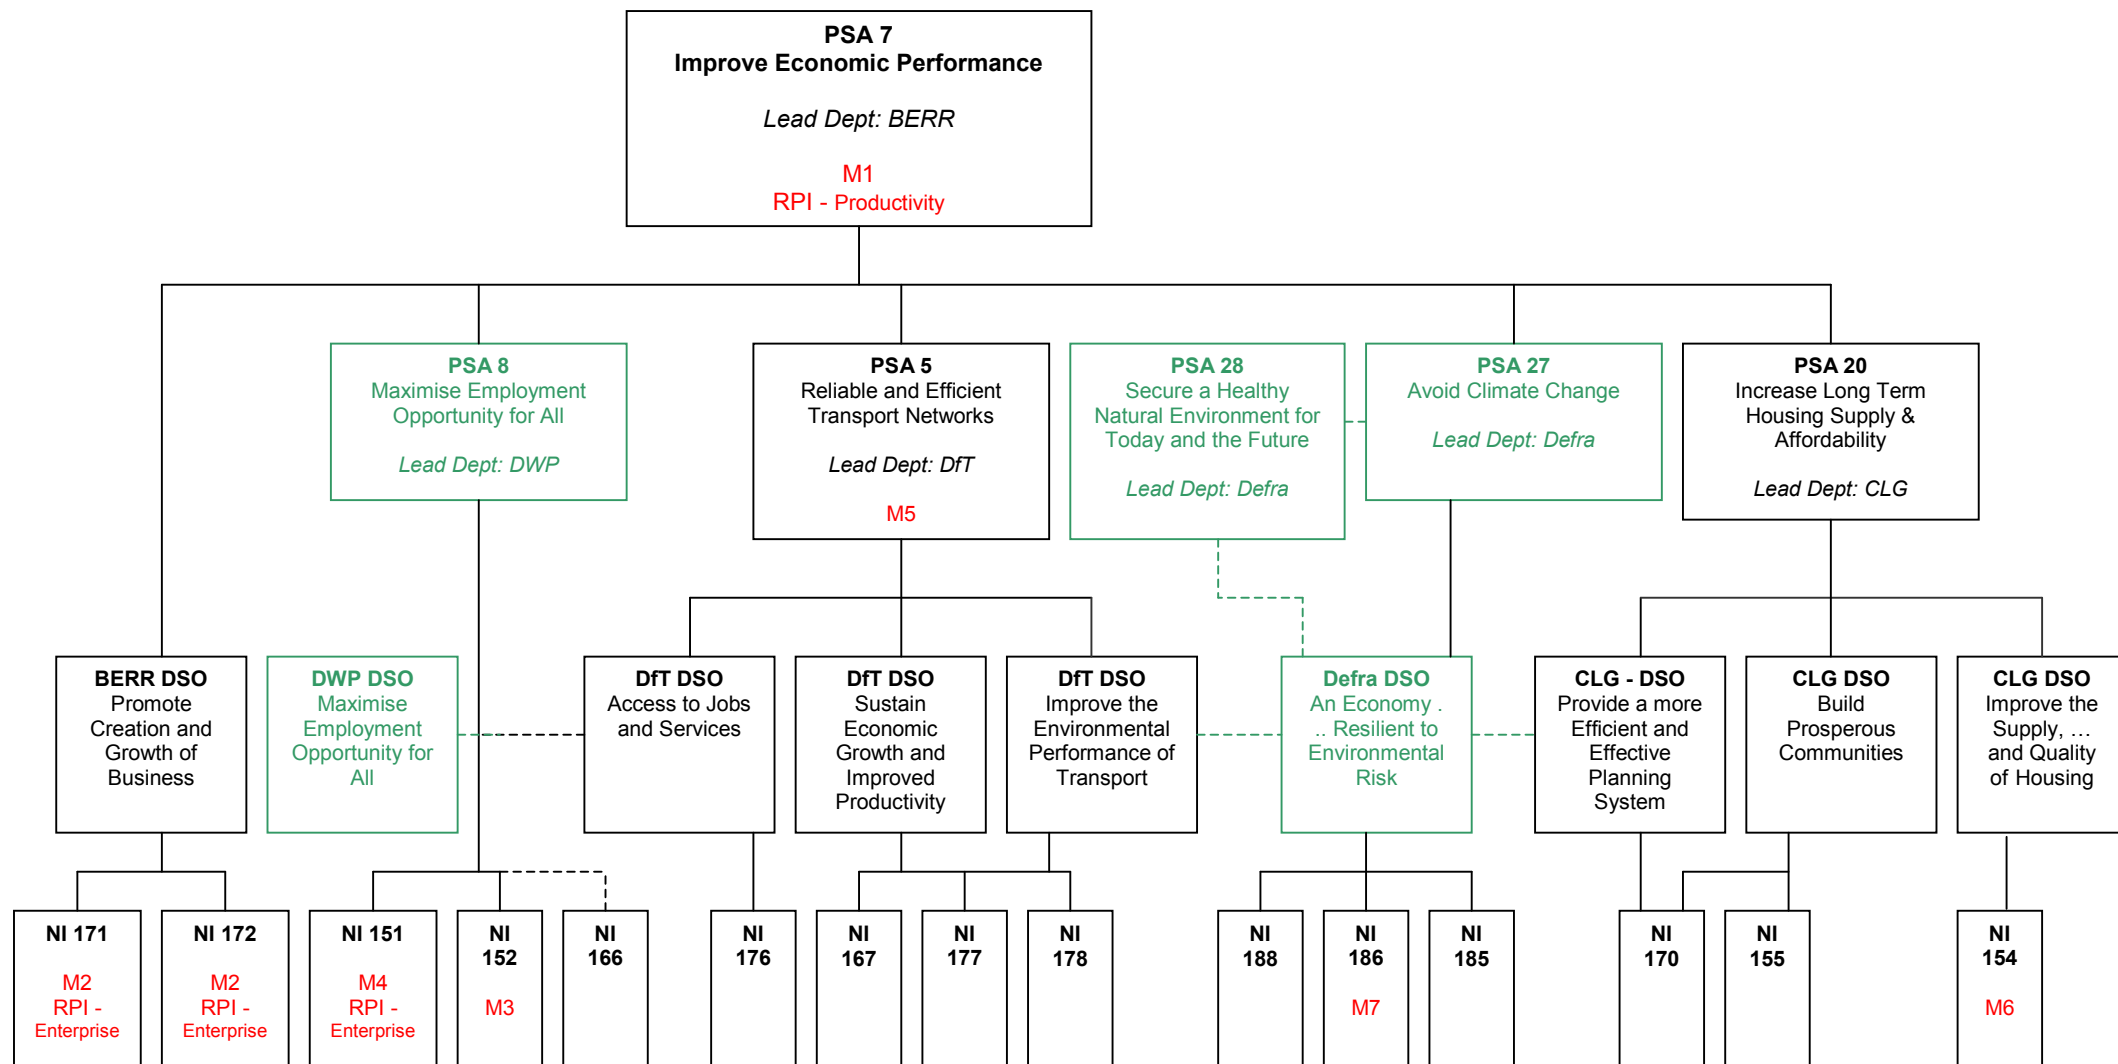 PSA 7
Improve Economic Performance
Lead Dept: BERR
M1
RPI - Productivity
PSA 8
Maximise Employment
Opportunity for All
Lead Dept: DWP
PSA 5
Reliable and Efficient
Transport Networks
Lead Dept: DfT
M5
PSA 28
Secure a Healthy
Natural Environment for
Today and the Future
Lead Dept: Defra
PSA 27
Avoid Climate Change
Lead Dept: Defra
PSA 20
Increase Long Term
Housing Supply &
Affordability
Lead Dept: CLG
BERR DSO
Promote
Creation and
Growth of
Business
DWP DSO
Maximise
Employment
Opportunity for
All
DfT DSO
Access to Jobs
and Services
DfT DSO
Sustain
Economic
Growth and
Improved
Productivity
DfT DSO
Improve the
Environmental
Performance of
Transport
Defra DSO
An Economy .
.. Resilient to
Environmental
Risk
CLG - DSO
Provide a more
Efficient and
Effective
Planning
System
CLG DSO
Build
Prosperous
Communities
CLG DSO
Improve the
Supply, …
and Quality
of Housing
NI 171
M2
RPI -
Enterprise
NI 172
M2
RPI -
Enterprise
NI 151
M4
RPI -
Enterprise
NI
152
M3
NI
166
NI
176
NI
167
NI
177
NI
178
NI
188
NI
186
M7
NI
185
NI
170
NI
155
NI
154
M6